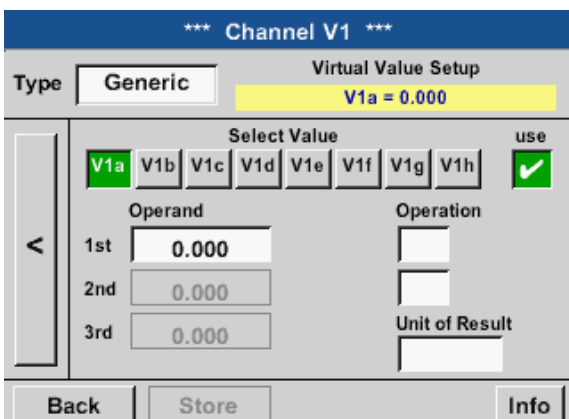 *** Channel V1 ***
Type Generic
Virtual Value Setup
V1a = 0.000
Select Value use
V1a V1b V1c V1d V1e V1f V1g V1h
Operand Operation
< 1st 0.000
2nd 0.000
3rd 0.000
Unit of Result
Back Store Info